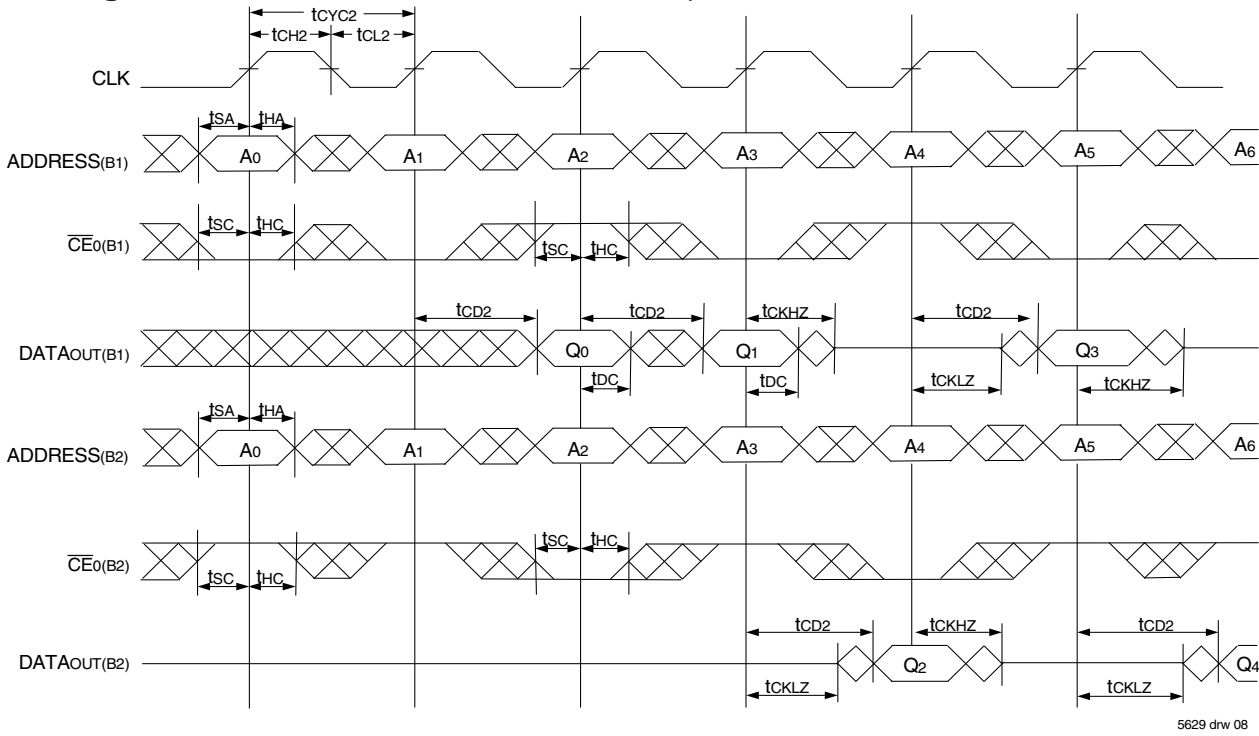 tCYC2
tCH2 tCL2
CLK
tSA tHA
ADDRESS(B1) A0 A1 A2 A3 A4 A5 A6
tSC tHC
CE0(B1) tSC tHC
tCD2 tCD2 tCKHZ tCD2
DATAOUT(B1) Q0 Q1 Q3
tDC tDC tCKLZ tCKHZ
tSA tHA
ADDRESS(B2) A0 A1 A2 A3 A4 A5 A6
tSC tHC
CE0(B2)
tSC tHC
tCD2 tCKHZ tCD2
DATAOUT(B2) Q2 Q4
tCKLZ tCKLZ
5629 drw 08